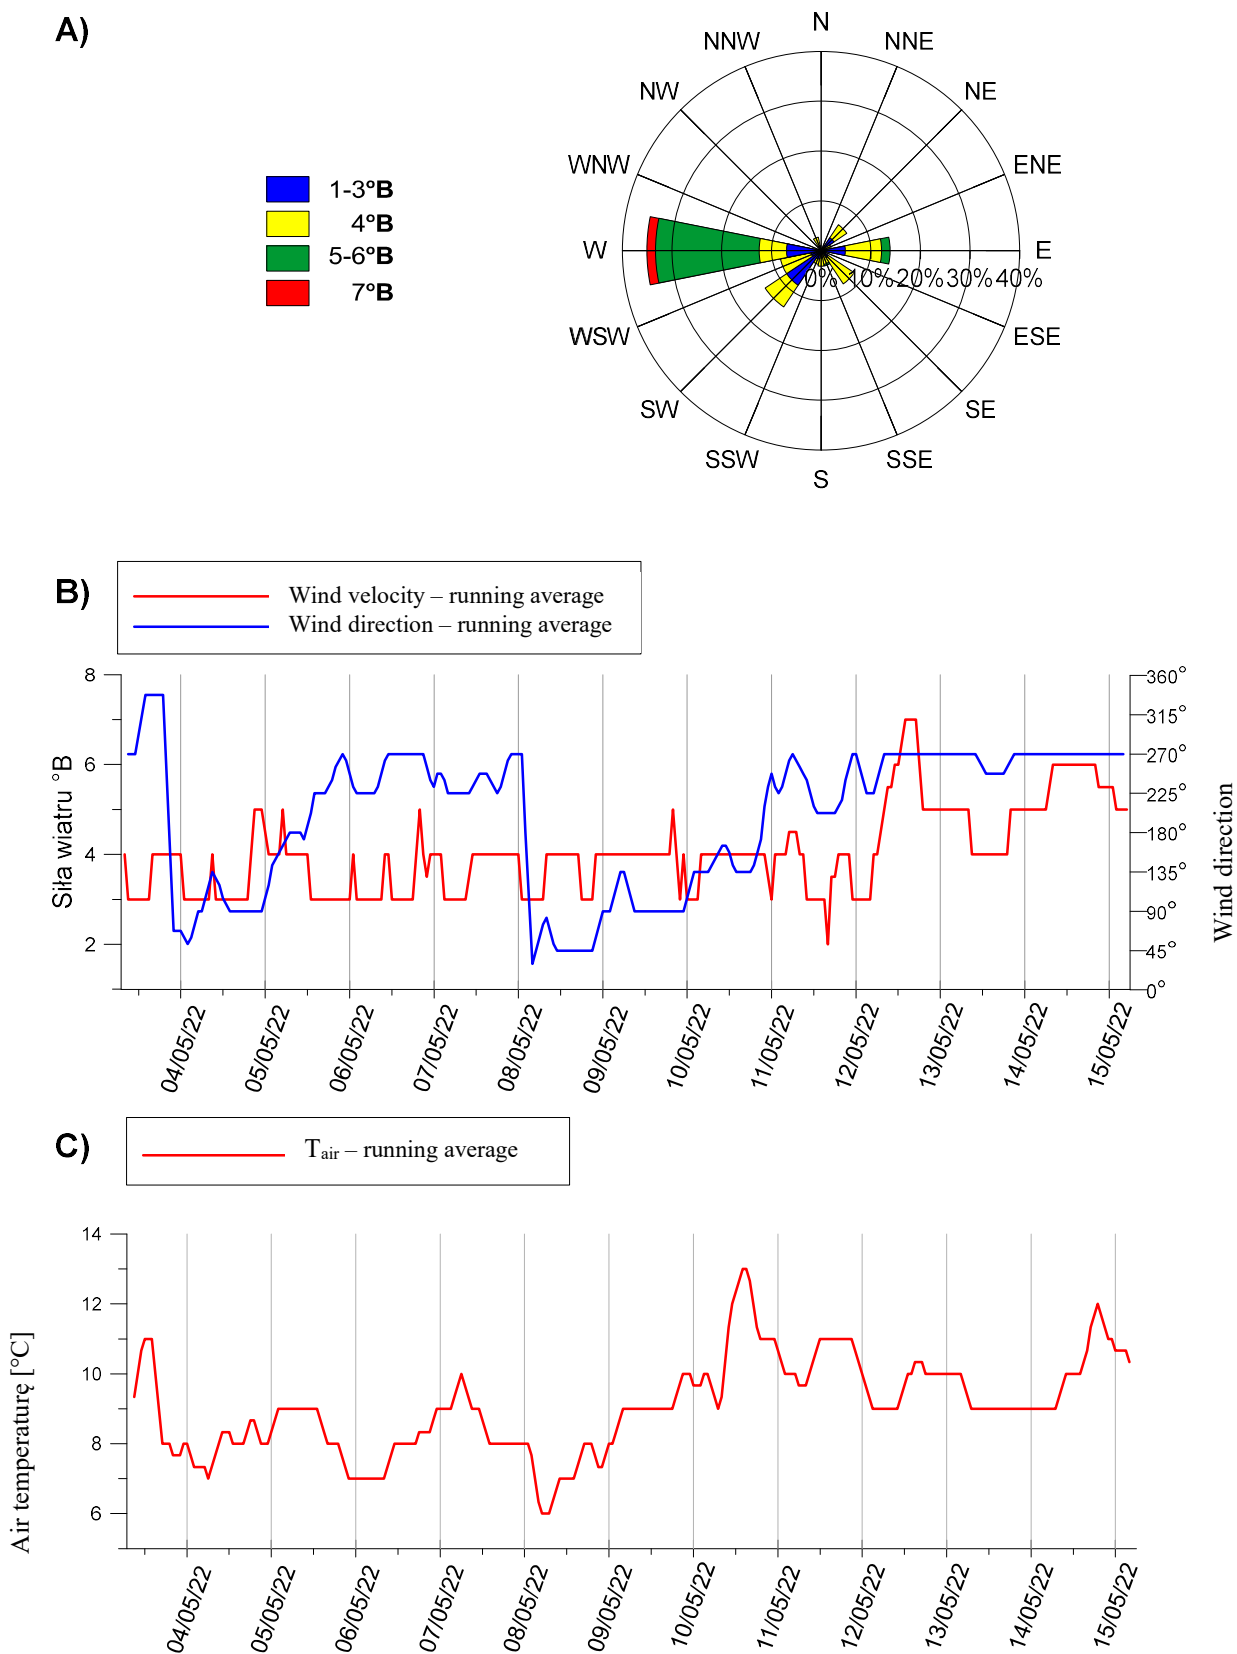 A)
N
NNW
NNE
NW
NE
WNW
ENE
1-3°B
4°B
5-6°B
7°B
W
E
0% 10% 20% 30% 40%
WSW
ESE
SW
SE
SSW
SSE
S
B)
Wind velocity – running average
Wind direction – running average
8
6
4
2
Siła wiatru °B
360°
315°
270°
225°
180°
135°
90°
45°
0°
Wind direction
04/05/22
05/05/22
06/05/22
07/05/22
08/05/22
09/05/22
10/05/22
11/05/22
12/05/22
13/05/22
14/05/22
15/05/22
C)
Tair – running average
14
12
10
8
6
Air temperaturę [°C]
04/05/22
05/05/22
06/05/22
07/05/22
08/05/22
09/05/22
10/05/22
11/05/22
12/05/22
13/05/22
14/05/22
15/05/22